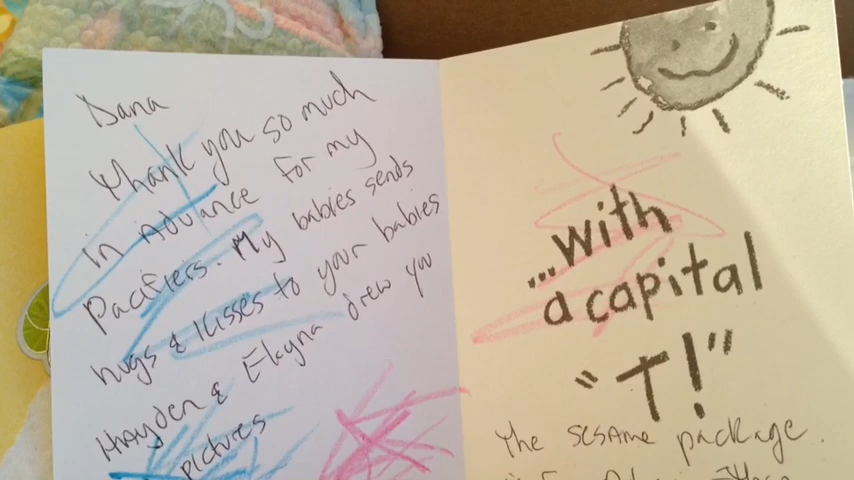 Dana
Thank you so much
in Advance for my
Pacifiers. My babies sends
hugs & Kisses to your babies
Hayden & Elayna drew you
pictures
...with
a capital
"T!"
The sesame package.